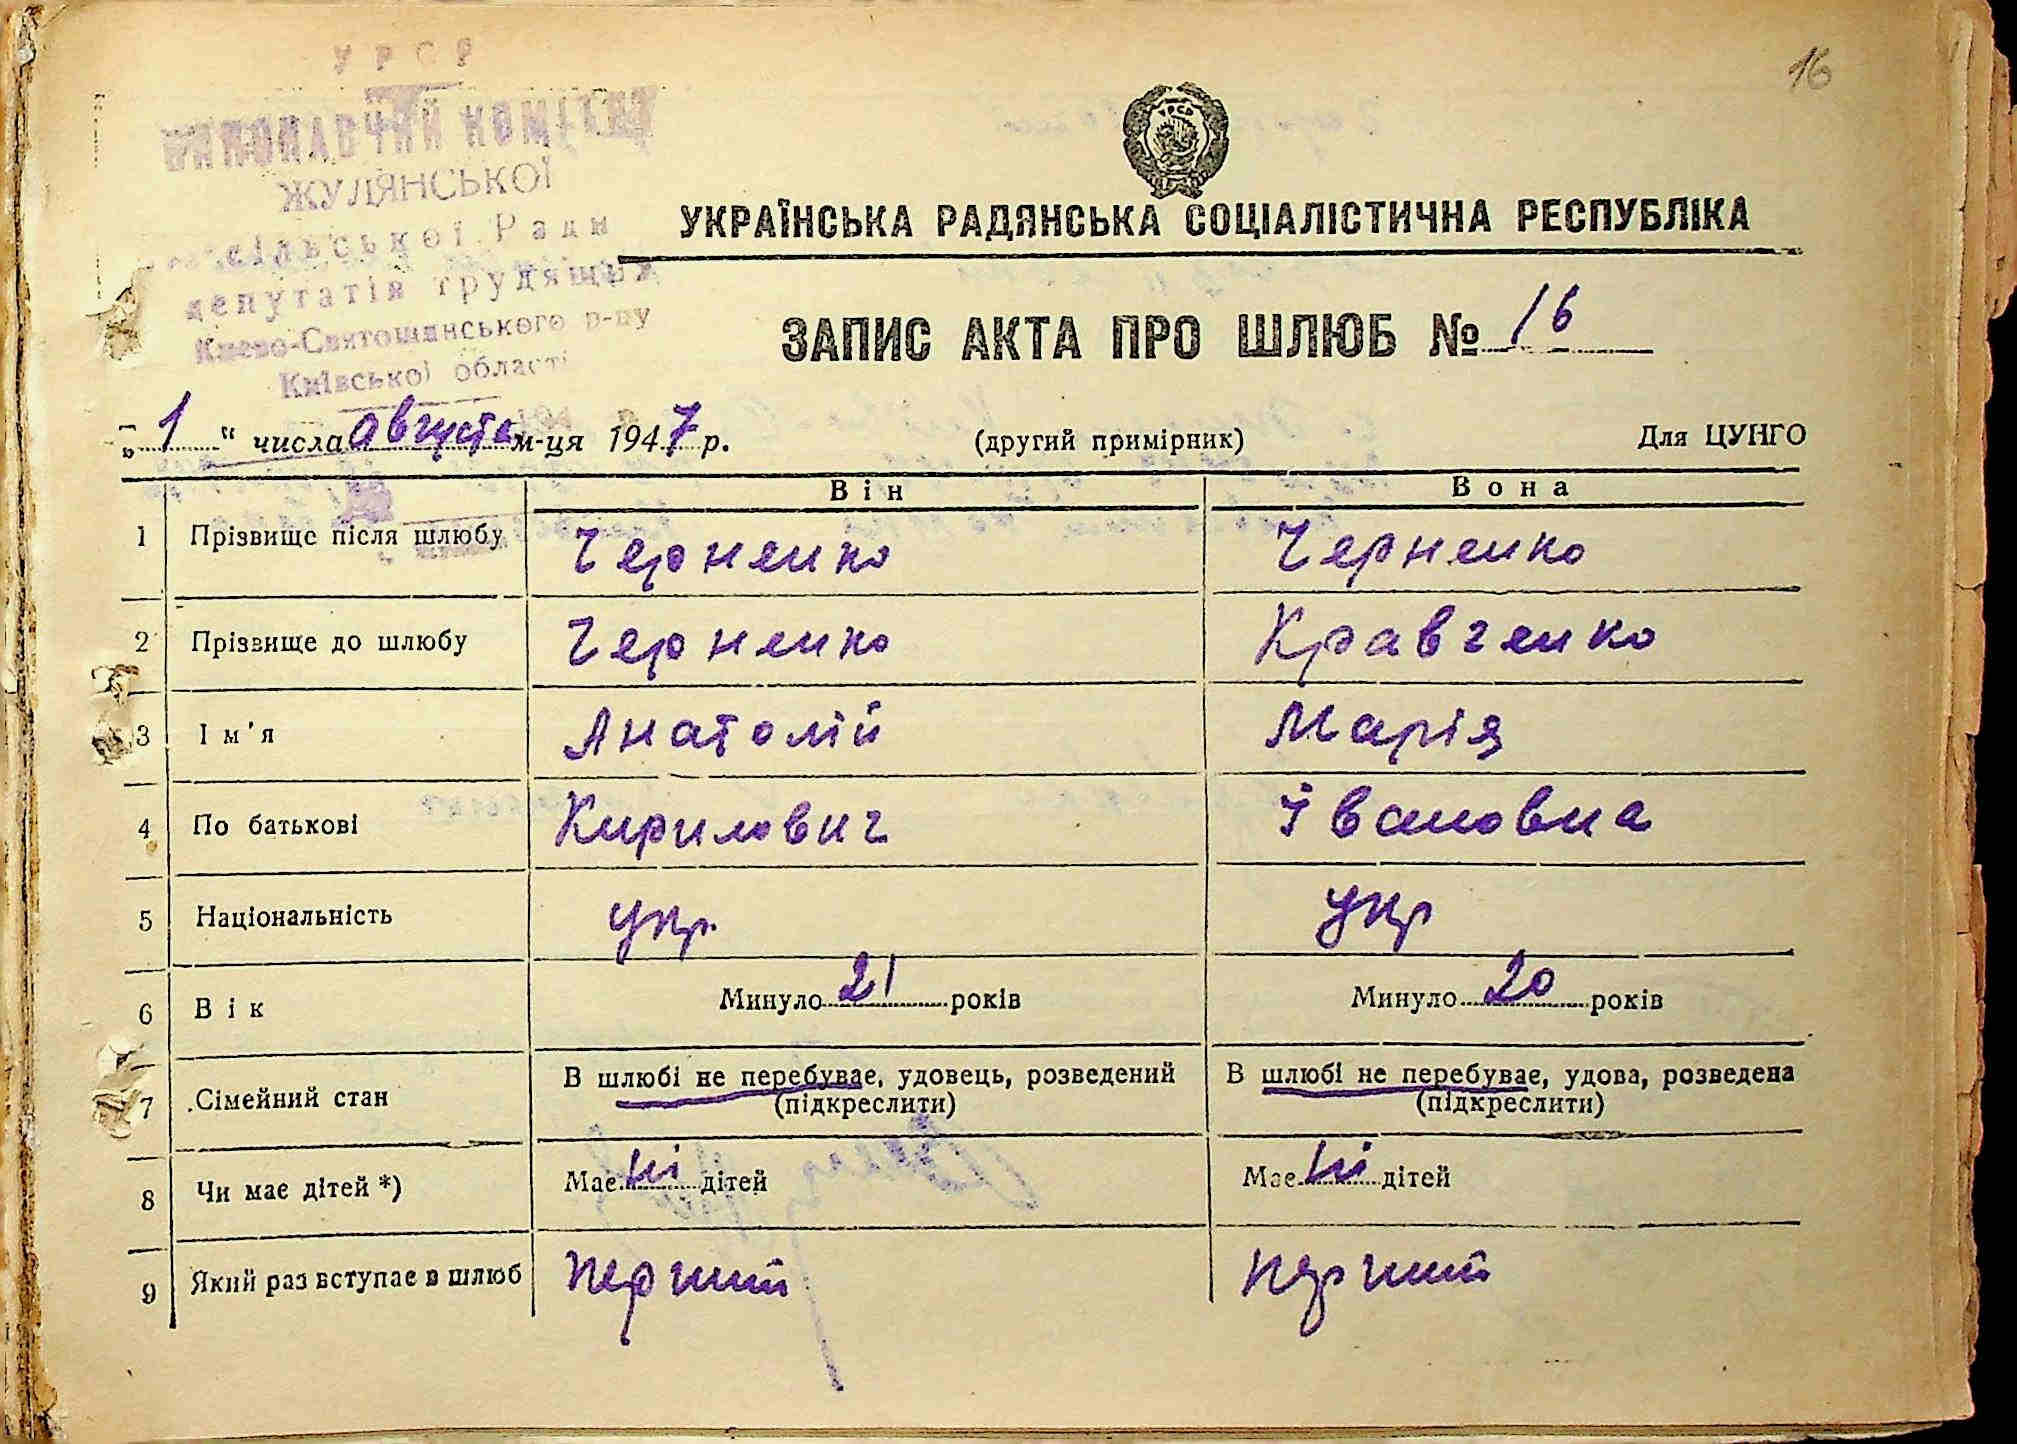 16
УРСР
ВИКОНАВЧИЙ КОМІТЕТ
ЖУЛЯНСЬКОЇ
сільської Ради
депутатів трудящих
Києво-Святошинського р-ну
Київської області
УРСР
УКРАЇНСЬКА РАДЯНСЬКА СОЦІАЛІСТИЧНА РЕСПУБЛІКА
ЗАПИС АКТА ПРО ШЛЮБ № 16
„1“ числа августа м-ця 1947 р. (другий примірник) Для ЦУНГО
Він Вона
1 Прізвище після шлюбу Черненко Черненко
2 Прізвище до шлюбу Черненко Кравченко
3 Ім'я Анатолій Марія
4 По батькові Кирилович Івановна
5 Національність укр. укр
6 Вік Минуло 21 років Минуло 20 років
7 Сімейний стан В шлюбі не перебуває, удовець, розведений В шлюбі не перебуває, удова, розведена
(підкреслити) (підкреслити)
8 Чи має дітей *) Має ні дітей Має ні дітей
9 Який раз вступає в шлюб перший перший